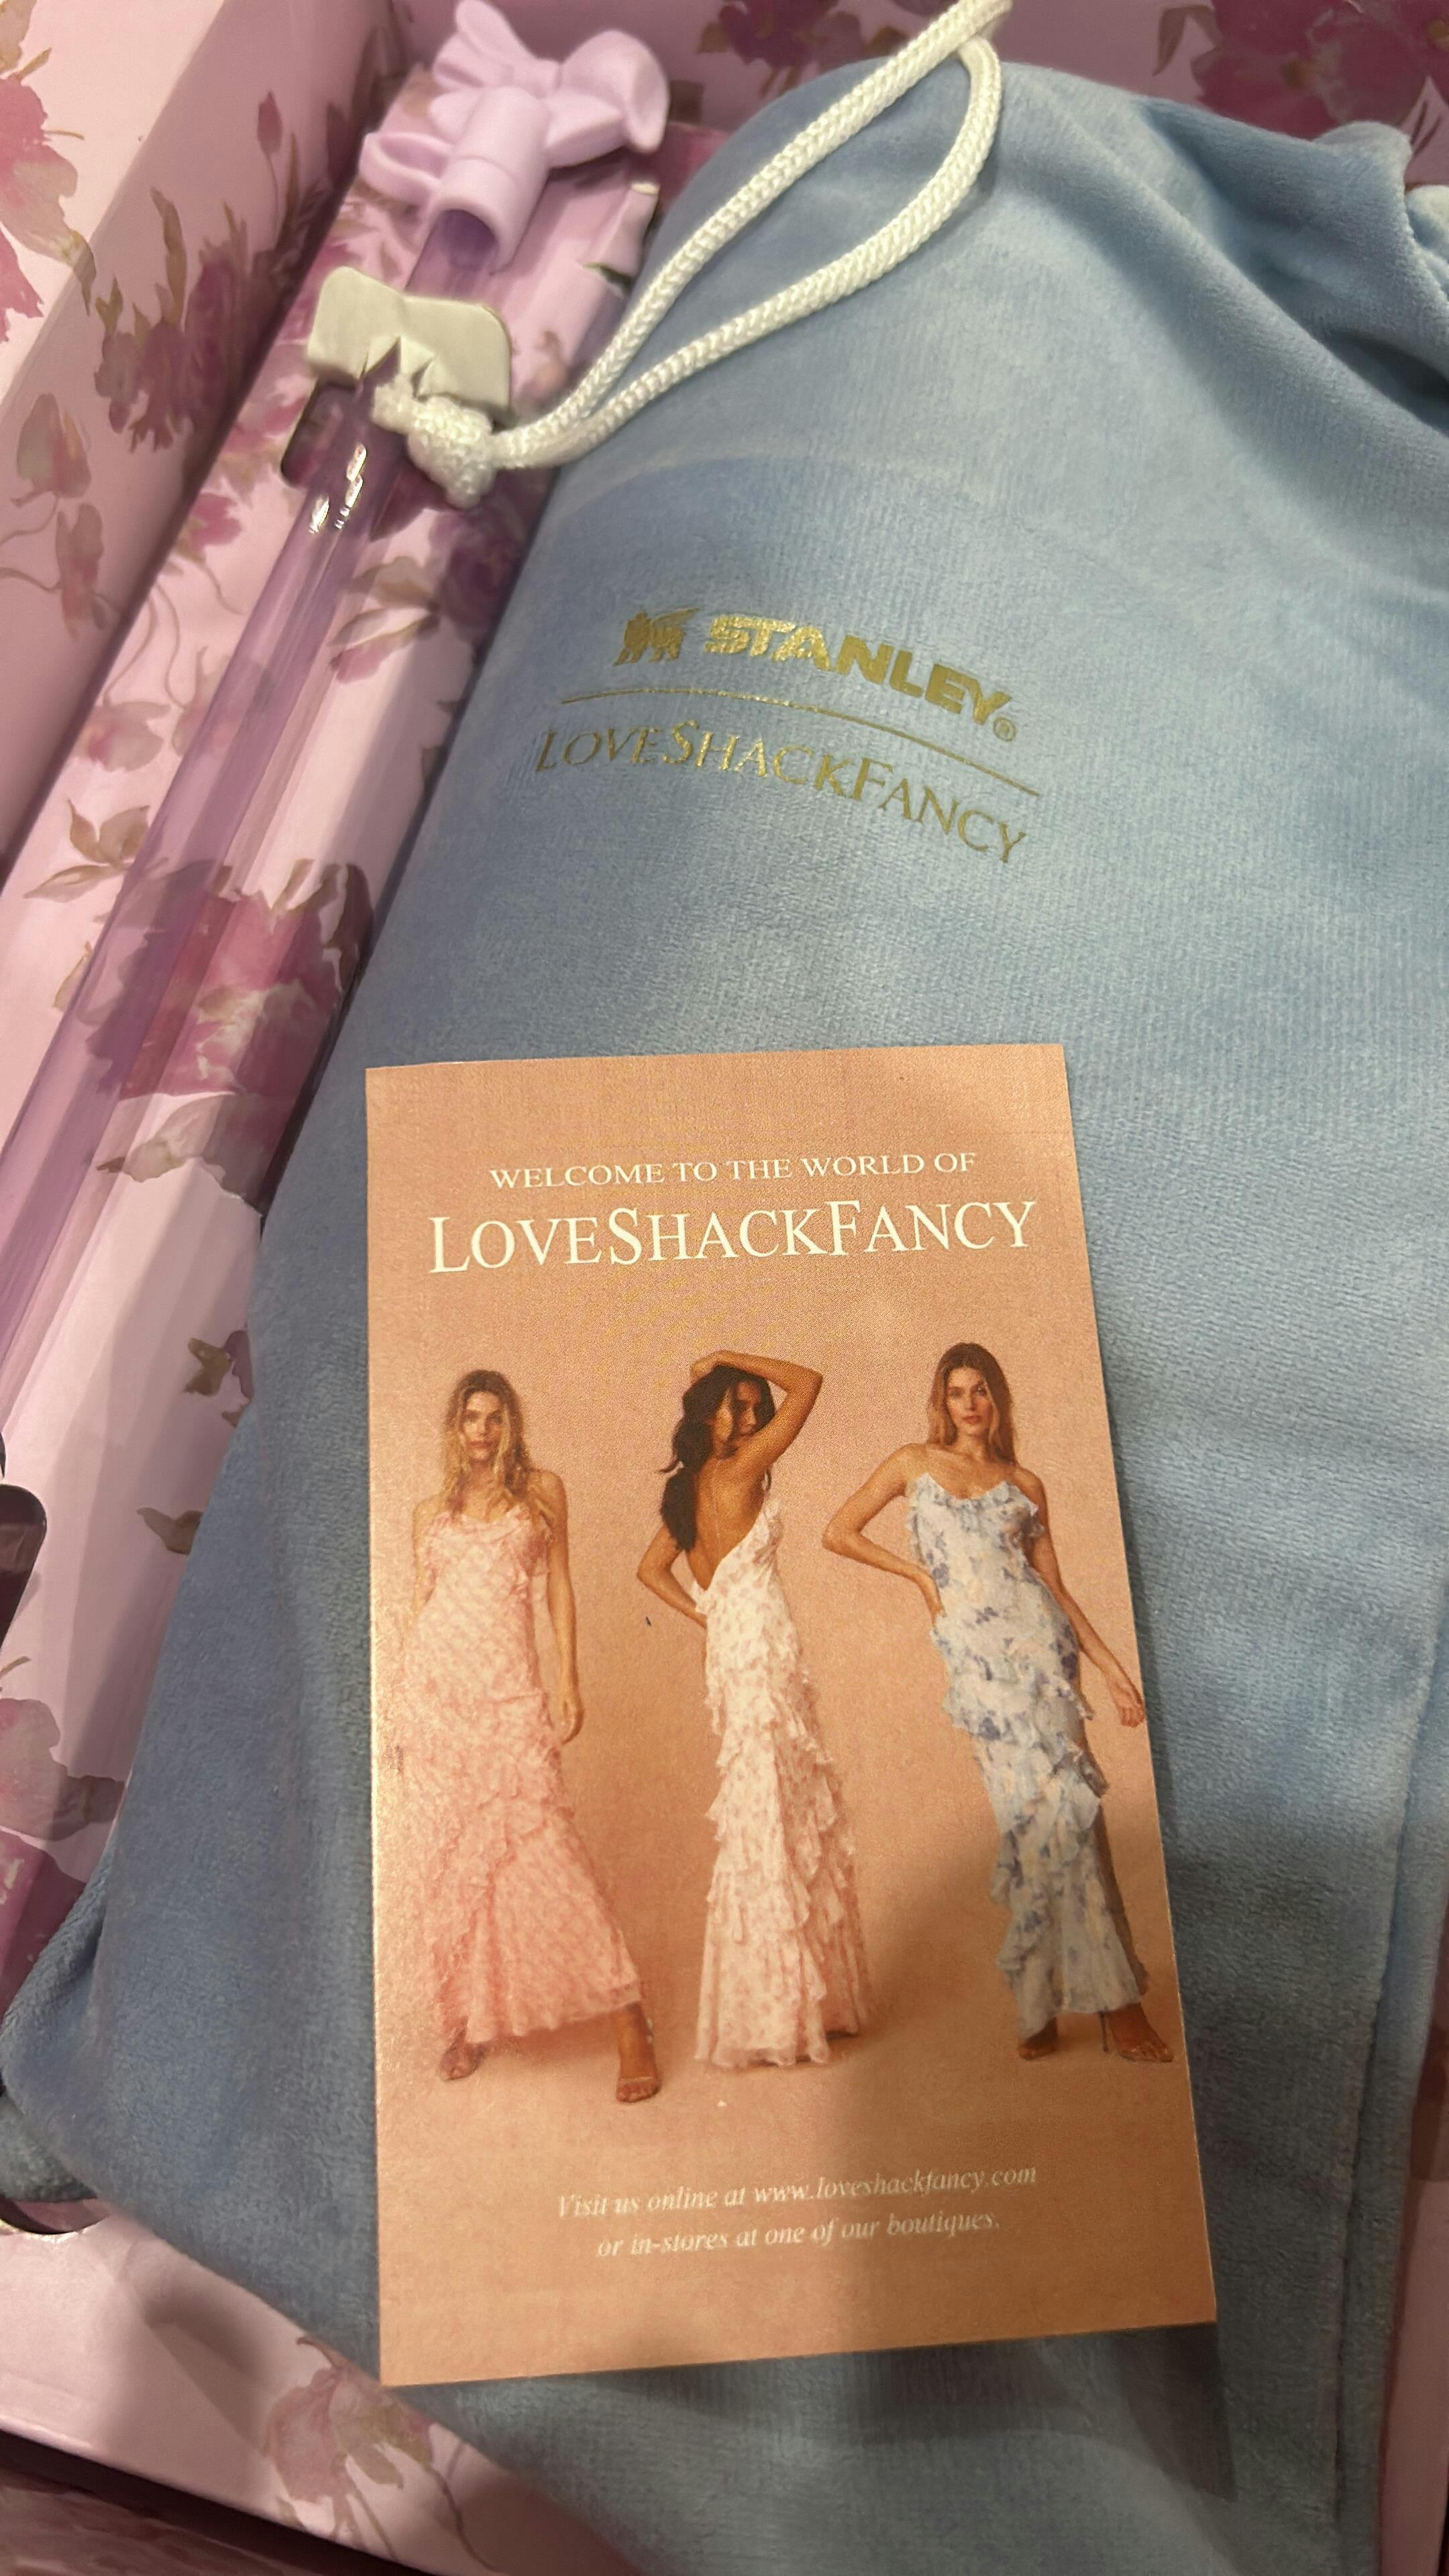 STANLEY®
LOVESHACKFANCY
WELCOME TO THE WORLD OF
LOVESHACKFANCY
Visit us online at www.loveshackfancy.com
or in-stores at one of our boutiques.